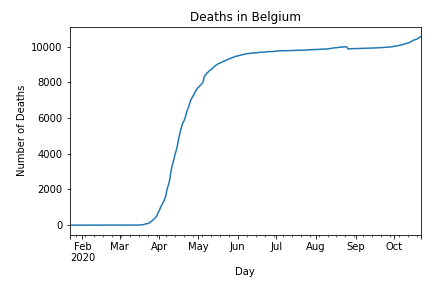 Deaths in Belgium
Number of Deaths
10000
8000
6000
4000
2000
0
Feb Mar Apr May Jun Jul Aug Sep Oct
2020
Day